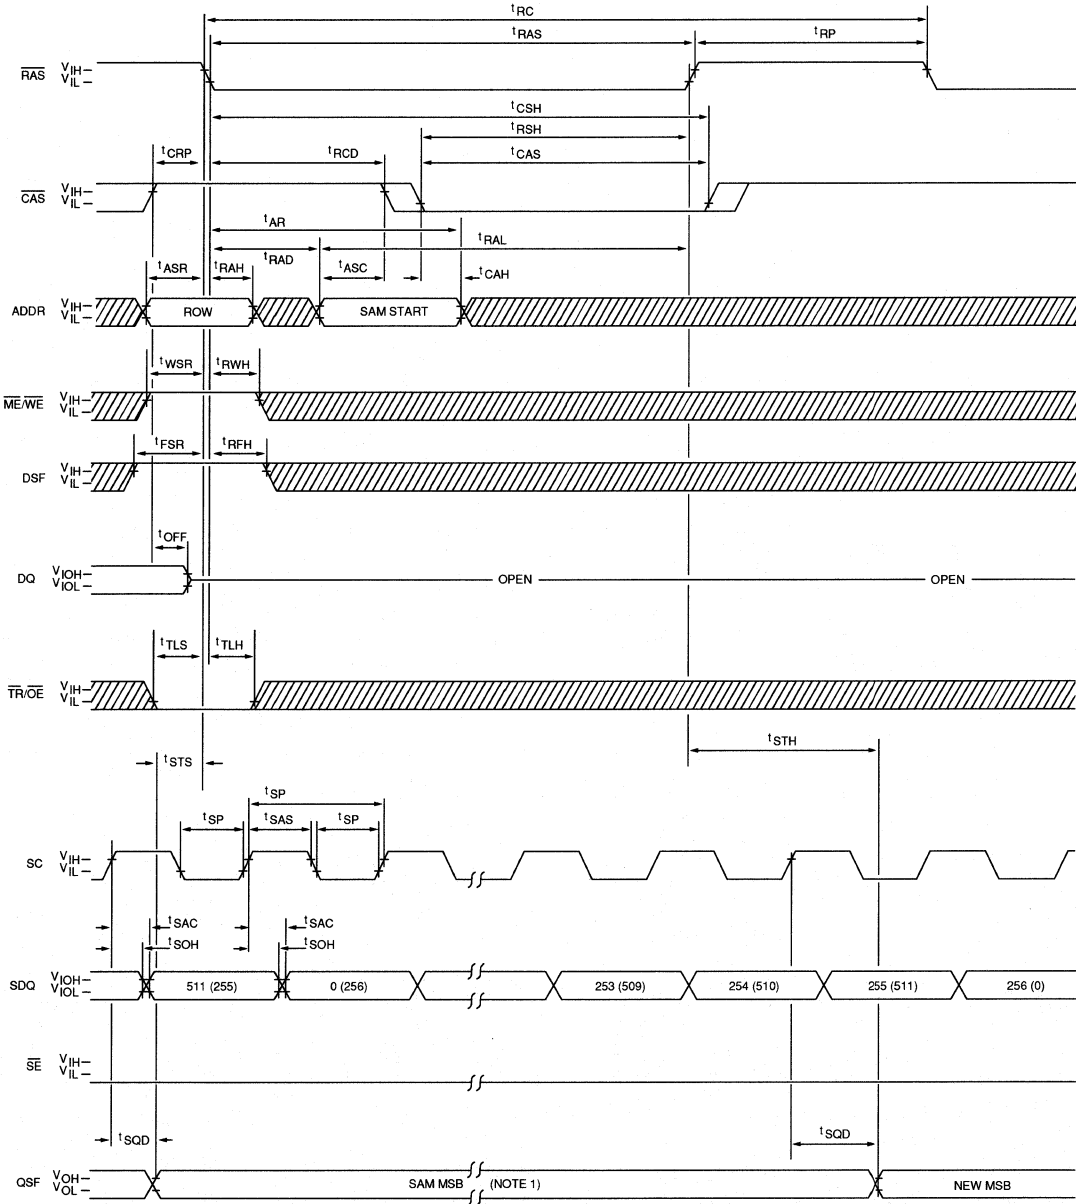 tRC
tRAS
tRP
RAS VIH VIL
tCSH
tRSH
tCRP
tRCD
tCAS
CAS VIH VIL
tAR
tRAL
tRAD
tASR
tRAH
tASC
tCAH
ADDR VIH VIL
ROW
SAM START
tWSR
tRWH
ME/WE VIH VIL
tFSR
tRFH
DSF VIH VIL
tOFF
DQ VIOH VIOL
OPEN
OPEN
tTLS
tTLH
TR/OE VIH VIL
tSTH
tSTS
tSP
tSP
tSAS
tSP
SC VIH VIL
tSAC
tSAC
tSOH
tSOH
SDQ VIOH VIOL
511 (255)
0 (256)
253 (509)
254 (510)
255 (511)
256 (0)
SE VIH VIL
tSQD
tSQD
QSF VOH VOL
SAM MSB (NOTE 1)
NEW MSB